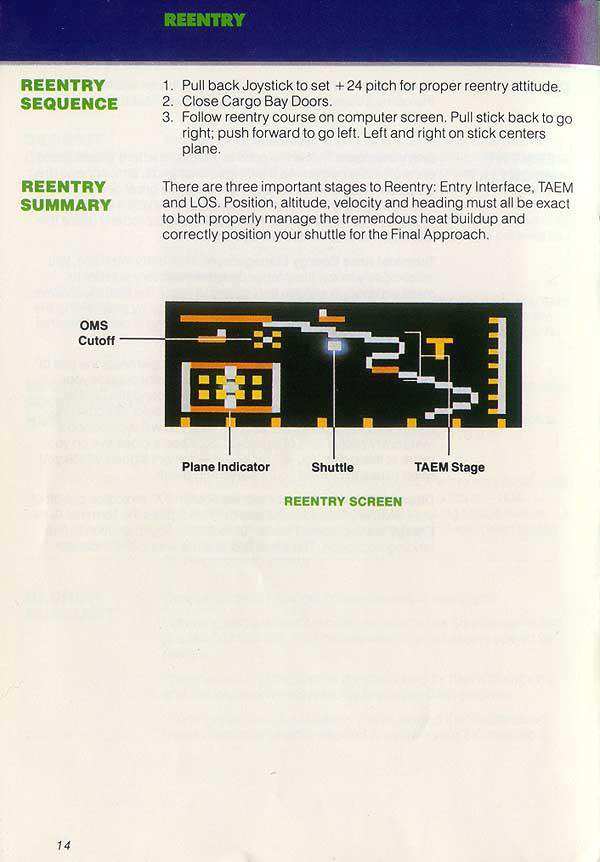 REENTRY
REENTRY
SEQUENCE
1. Pull back Joystick to set +24 pitch for proper reentry attitude.
2. Close Cargo Bay Doors.
3. Follow reentry course on computer screen. Pull stick back to go
right; push forward to go left. Left and right on stick centers
plane.
REENTRY
SUMMARY
There are three important stages to Reentry: Entry Interface, TAEM
and LOS. Position, altitude, velocity and heading must all be exact
to both properly manage the tremendous heat buildup and
correctly position your shuttle for the Final Approach.
OMS
Cutoff
Plane Indicator
Shuttle
TAEM Stage
REENTRY SCREEN
14